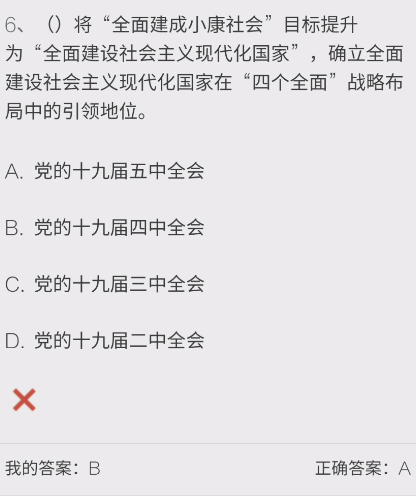 6、（）将“全面建成小康社会”目标提升
为“全面建设社会主义现代化国家”，确立全面
建设社会主义现代化国家在“四个全面”战略布
局中的引领地位。
A. 党的十九届五中全会
B. 党的十九届四中全会
C. 党的十九届三中全会
D. 党的十九届二中全会
我的答案：B 正确答案：A